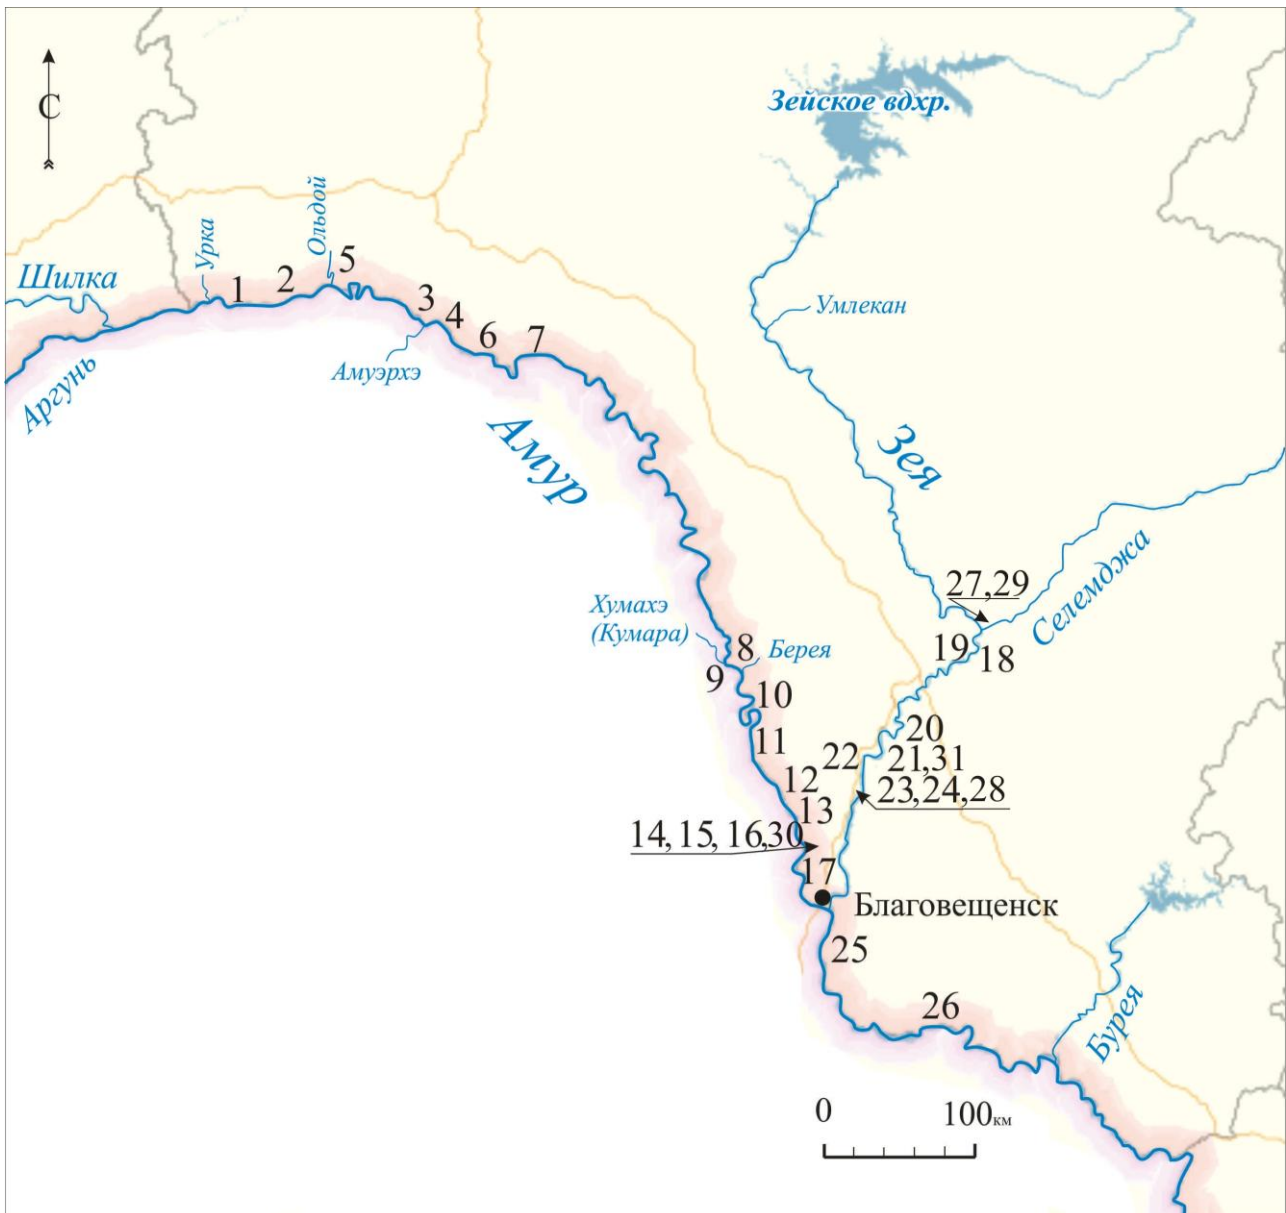 С
Зейское вдхр.
Шилка
Урка
Ольдой
1
2
5
3
4
6
7
Умлекан
Аргунь
Амуэрхэ
Амур
Зея
Селемджа
27,29
Хумахэ
(Кумара)
8
Берея
9
19
18
10
11
20
22
21,31
12
23,24,28
13
14, 15, 16,30
17
Благовещенск
25
26
Бурея
0
100км